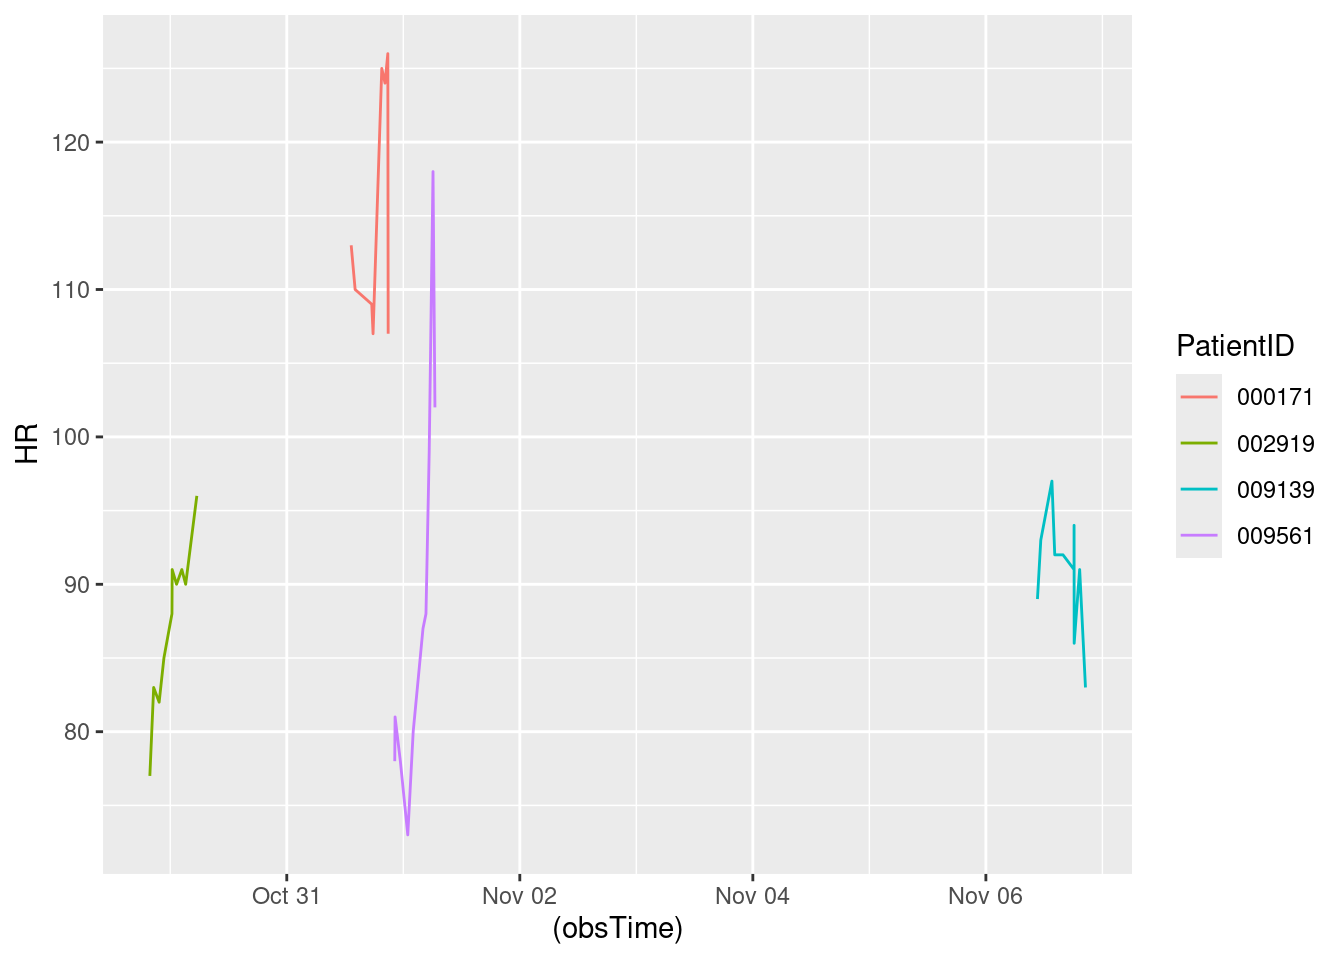 120
110
100
90
80
HR
Oct 31
Nov 02
Nov 04
Nov 06
(obsTime)
PatientID
000171
002919
009139
009561